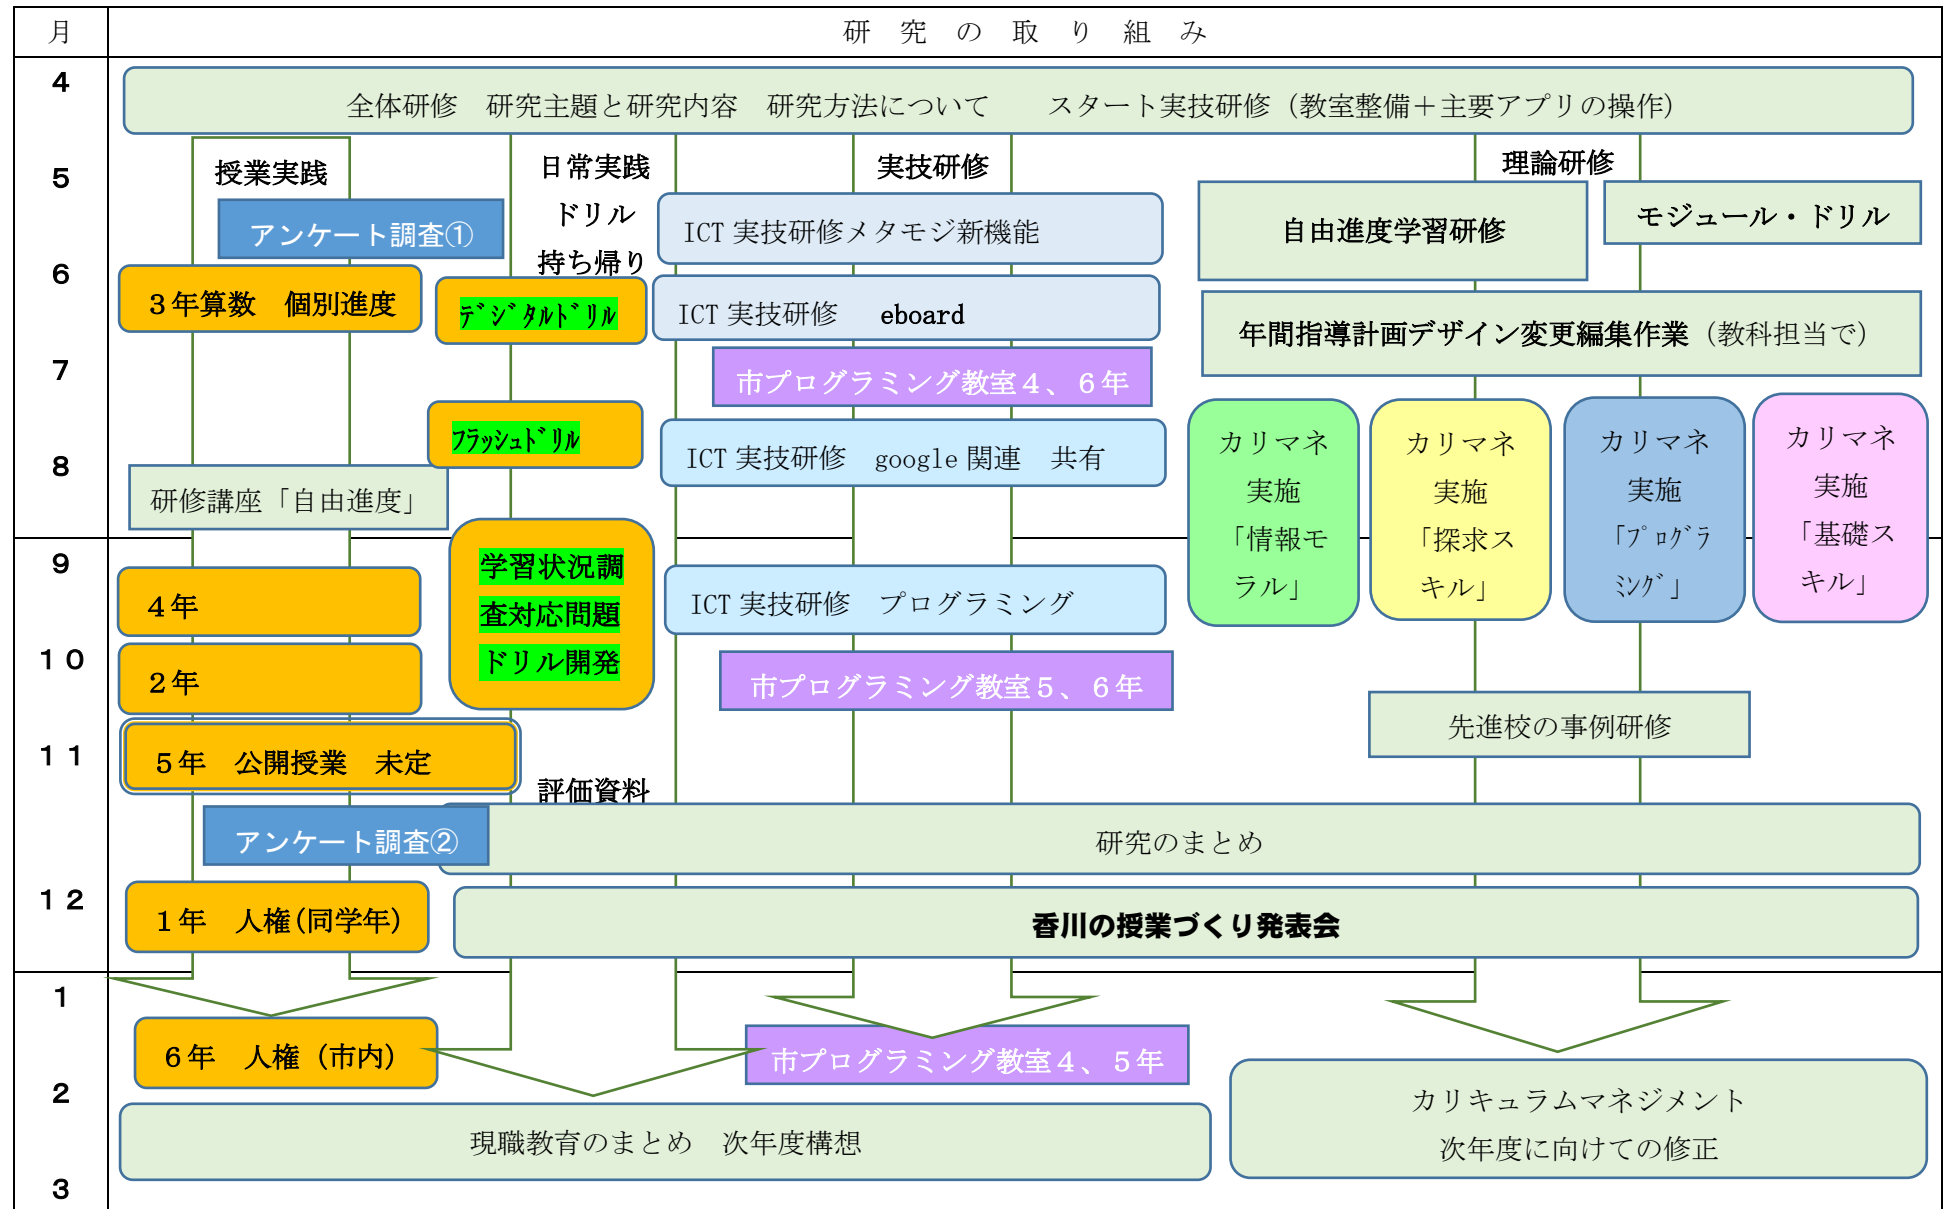 月
研究の取り組み
4
全体研修　研究主題と研究内容　研究方法について　　スタート実技研修（教室整備＋主要アプリの操作）
5
授業実践
日常実践
ドリル
持ち帰り
実技研修
理論研修
アンケート調査①
ICT 実技研修メタモジ新機能
自由進度学習研修
モジュール・ドリル
6
３年算数　個別進度
ﾃﾞｼﾞﾀﾙﾄﾞﾘﾙ
ICT 実技研修　eboard
年間指導計画デザイン変更編集作業（教科担当で）
7
市プログラミング教室４、６年
ﾌﾗｯｼｭﾄﾞﾘﾙ
8
ICT 実技研修　google 関連　共有
研修講座「自由進度」
カリマネ
実施
「情報モ
ラル」
カリマネ
実施
「探求ス
キル」
カリマネ
実施
「ﾌﾟﾛｸﾞﾗ
ﾐﾝｸﾞ」
カリマネ
実施
「基礎ス
キル」
9
学習状況調
査対応問題
ドリル開発
４年
ICT 実技研修　プログラミング
１０
２年
市プログラミング教室５、６年
先進校の事例研修
１１
５年　公開授業　未定
評価資料
アンケート調査②
研究のまとめ
１２
１年　人権(同学年)
香川の授業づくり発表会
1
６年　人権（市内）
市プログラミング教室４、５年
2
現職教育のまとめ　次年度構想
カリキュラムマネジメント
次年度に向けての修正
3